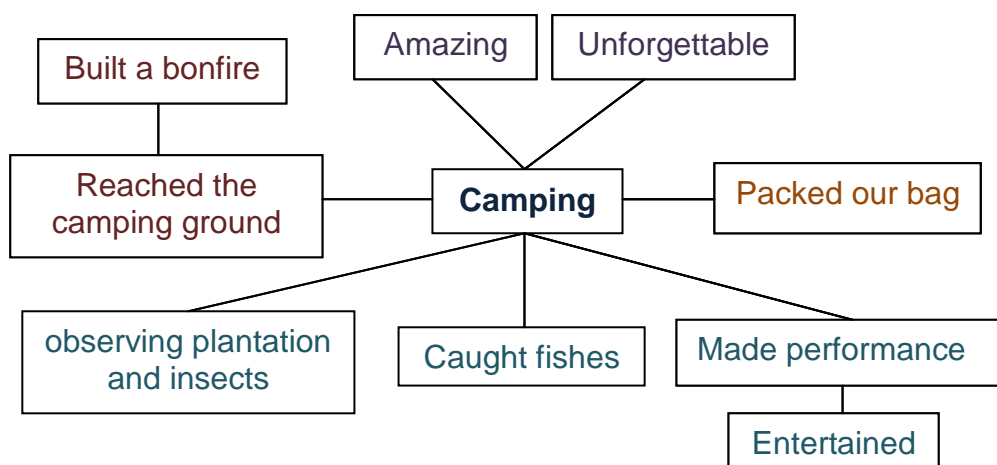 Amazing
Unforgettable
Built a bonfire
Reached the
camping ground
Camping
Packed our bag
observing plantation
and insects
Caught fishes
Made performance
Entertained